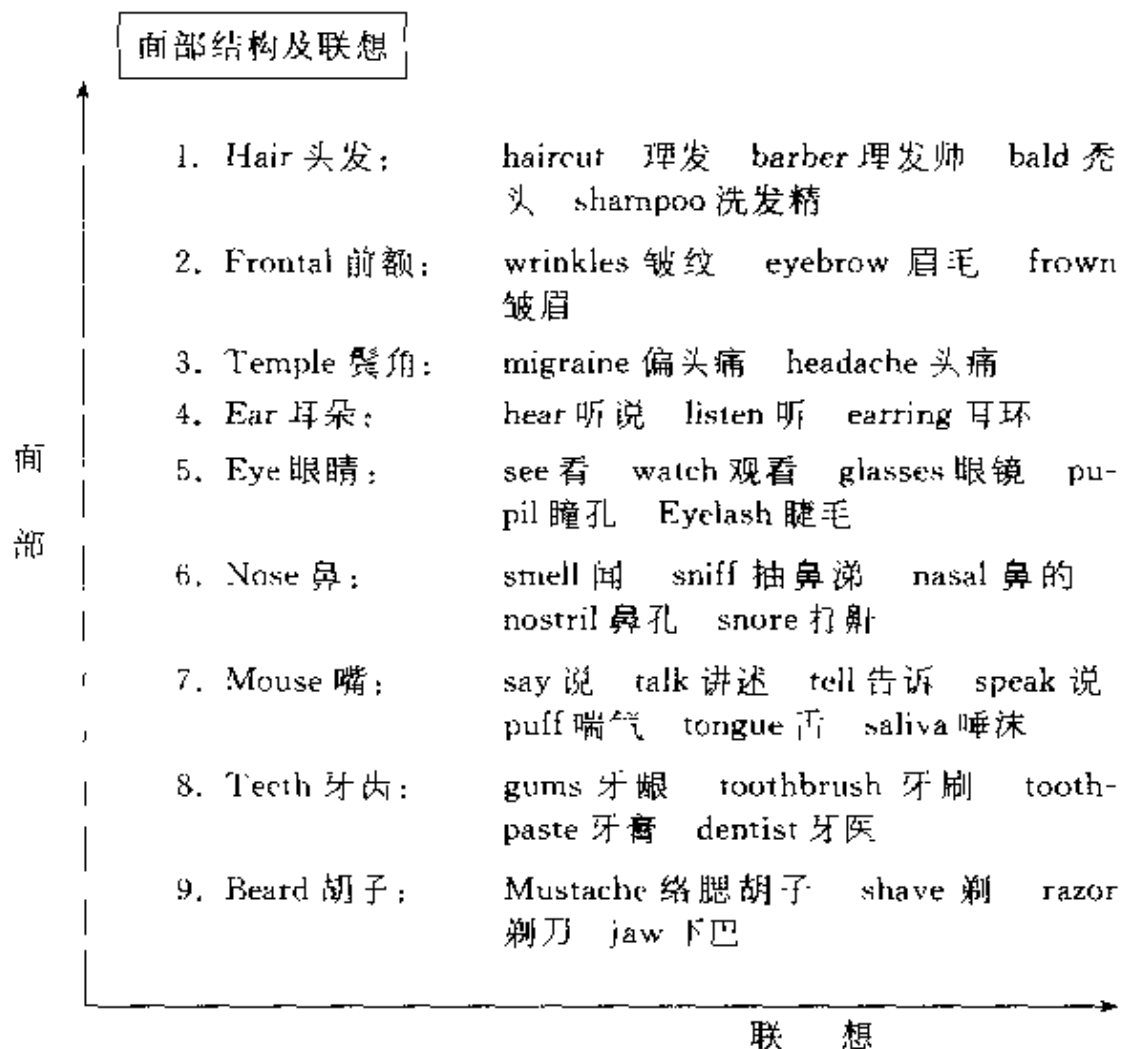 面部结构及联想
1. Hair 头发: haircut 理发 barber 理发师 bald 秃
头 shampoo 洗发精
2. Frontal 前额: wrinkles 皱纹 eyebrow 眉毛 frown
皱眉
3. Temple 鬓角: migraine 偏头痛 headache 头痛
4. Ear 耳朵: hear 听说 listen 听 earring 耳环
5. Eye 眼睛: see 看 watch 观看 glasses 眼镜 pu-
pil 瞳孔 Eyelash 睫毛
6. Nose 鼻: smell 闻 sniff 抽鼻涕 nasal 鼻的
nostril 鼻孔 snore 打鼾
7. Mouse 嘴: say 说 talk 讲述 tell 告诉 speak 说
puff 喘气 tongue 舌 saliva 唾沫
8. Teeth 牙齿: gums 牙龈 toothbrush 牙刷 tooth-
paste 牙膏 dentist 牙医
9. Beard 胡子: Mustache 络腮胡子 shave 剃 razor
剃刀 jaw 下巴
面
部
联 想